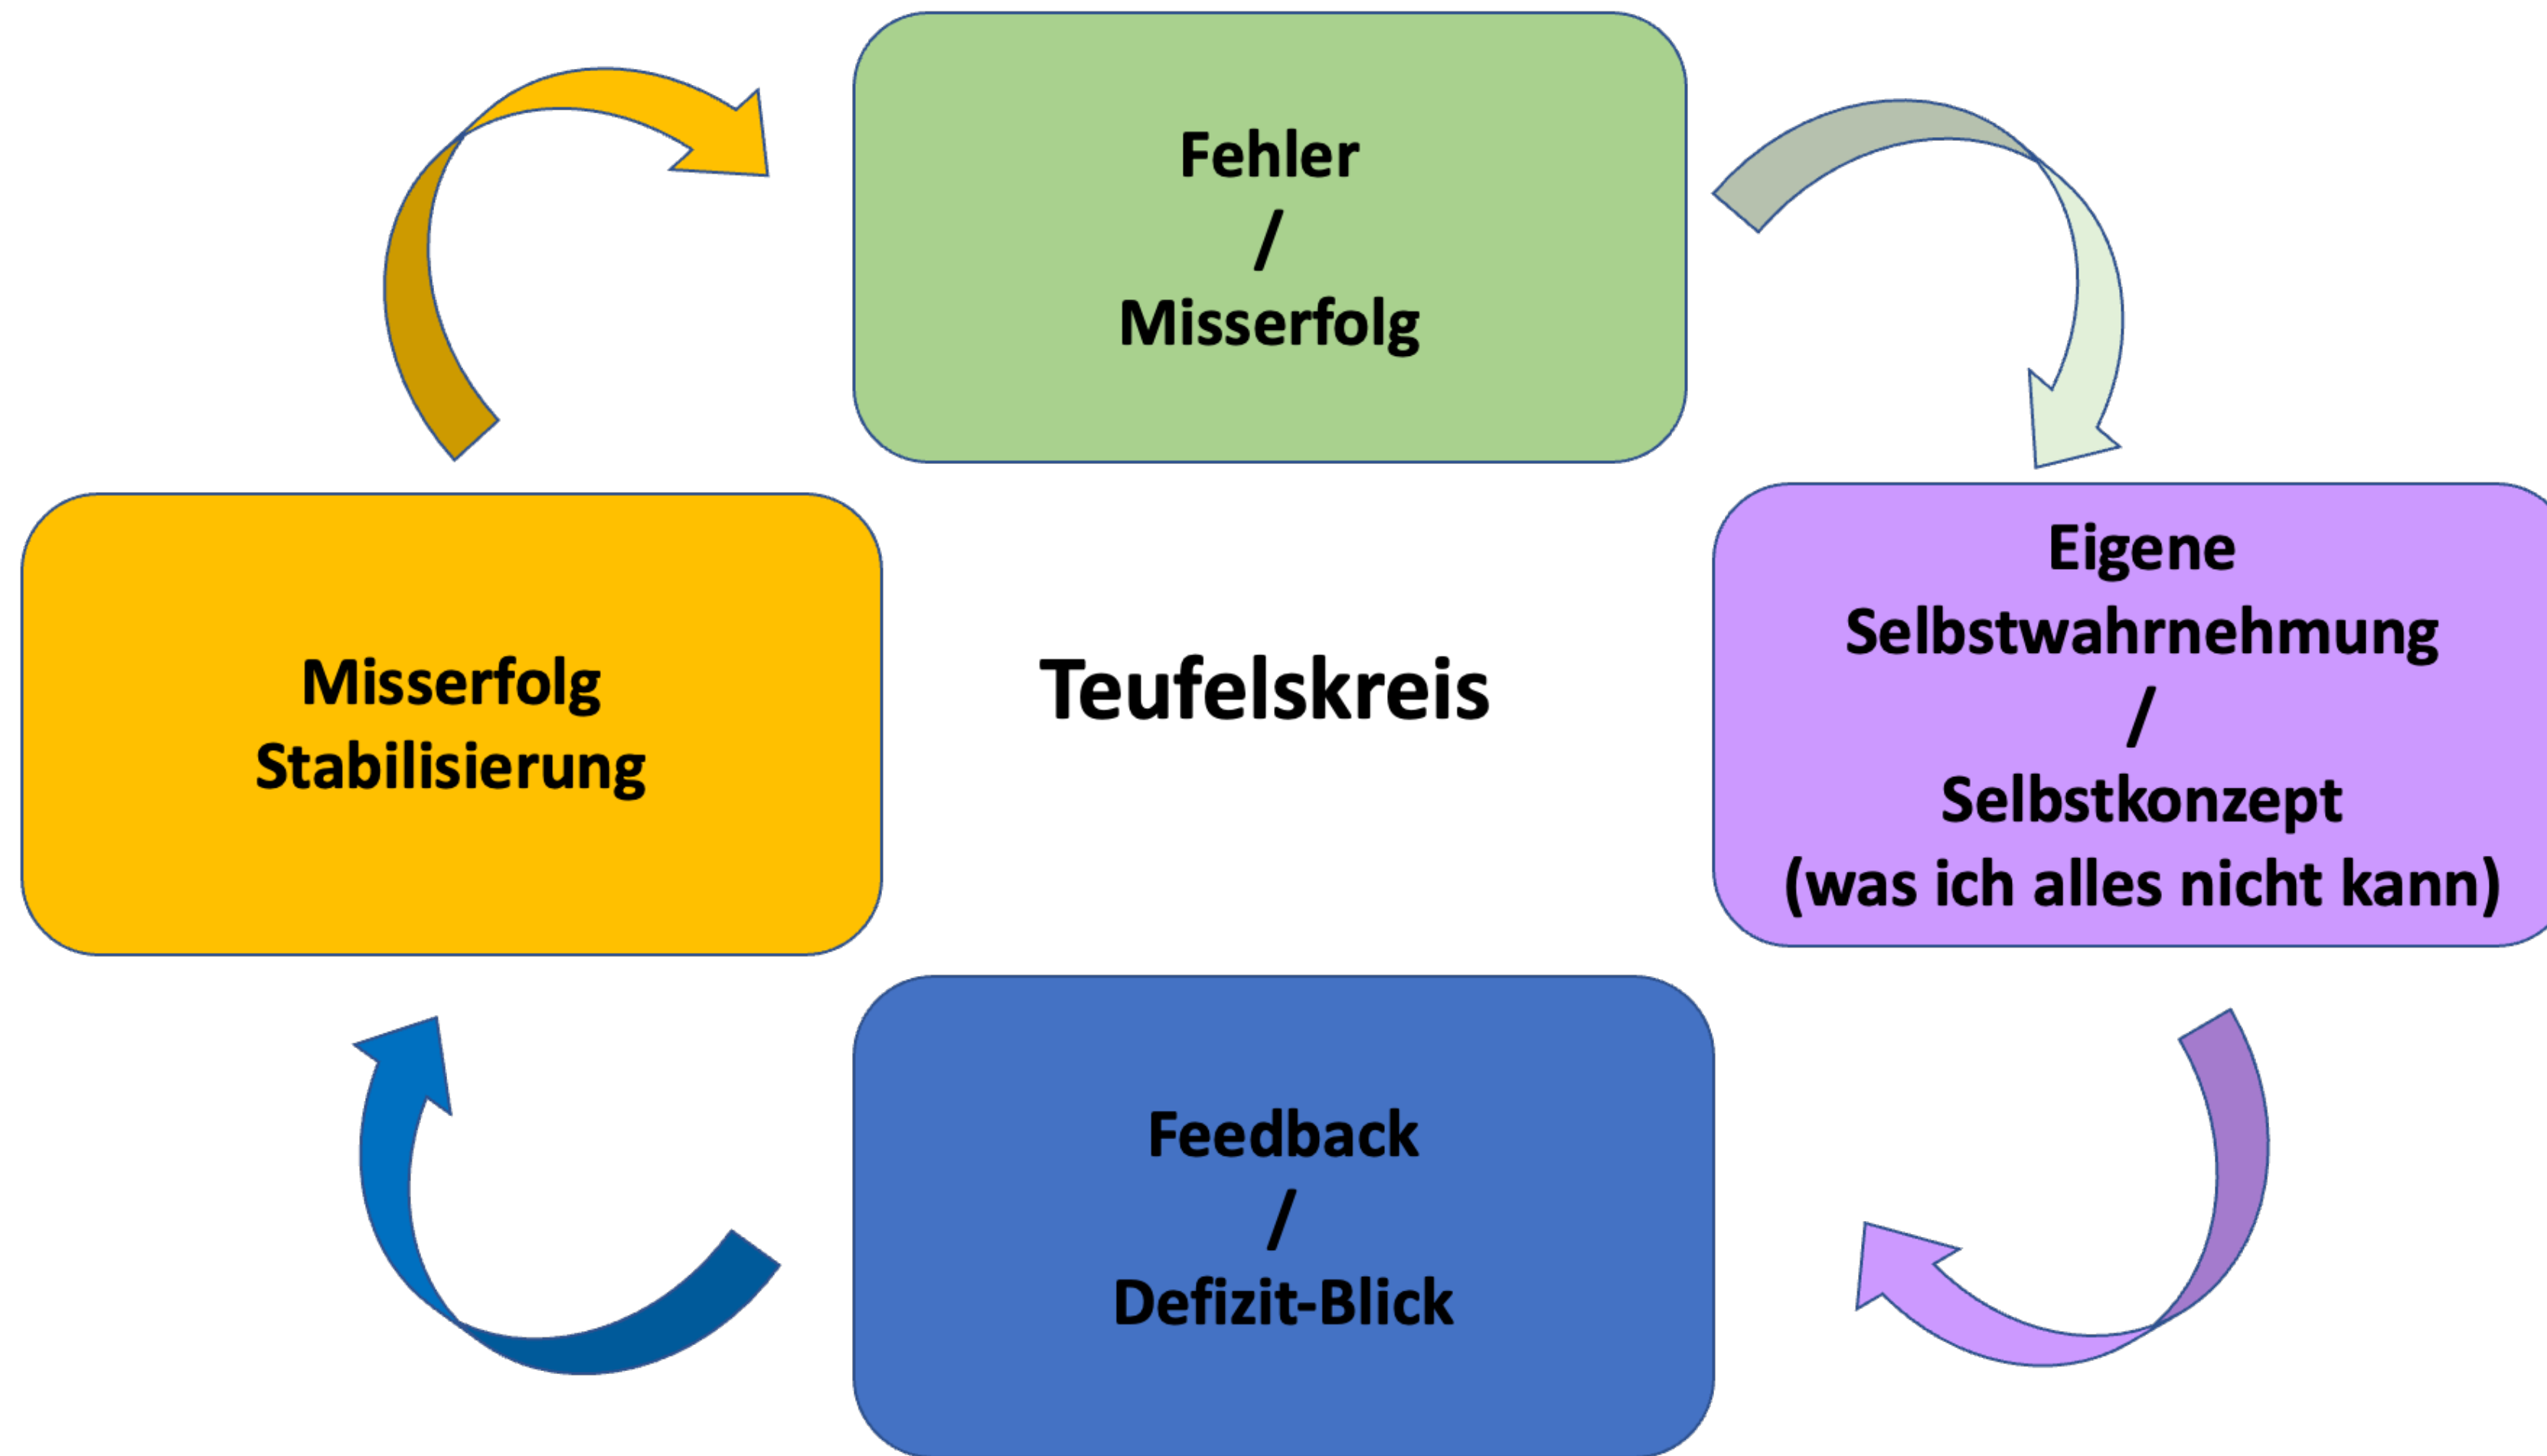 Fehler
/
Misserfolg
Eigene
Selbstwahrnehmung
/
Selbstkonzept
(was ich alles nicht kann)
Misserfolg
Stabilisierung
Teufelskreis
Feedback
/
Defizit-Blick